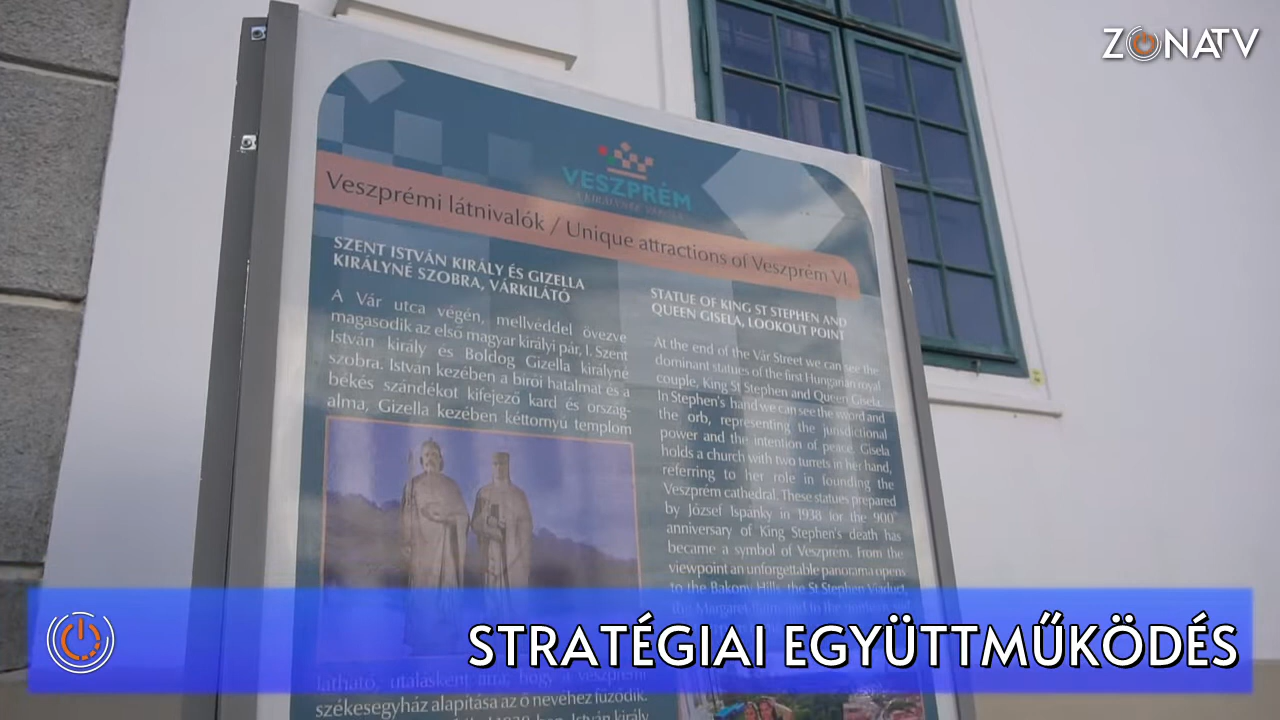 ZONATV
VESZPRÉM
Veszprémi látnivalók / Unique attractions of Veszprém VI.
SZENT ISTVÁN KIRÁLY ÉS GIZELLA
KIRÁLYNÉ SZOBRA, VÁRKILÁTÓ
A Vár utca végén, mellvéddel övezve
magasodik az első magyar királyi pár, I. Szent
István király és Boldog Gizella királyné
szobra. István kezében a bírói hatalmat és a
békés szándékot kifejező kard és ország-
alma, Gizella kezében kéttornyú templom
látható, utalásként arra, hogy a veszprémi
székesegyház alapítása az ő nevéhez fűződik.
STATUE OF KING ST STEPHEN AND
QUEEN GISELA, LOOKOUT POINT
At the end of the Vár Street we can see the
dominant statues of the first Hungarian royal
couple, King St Stephen and Queen Gisela.
In Stephen's hand we can see the sword and
the orb, representing the jurisdictional
power and the intention of peace. Gisela
holds a church with two turrets in her hand,
referring to her role in founding the
Veszprém cathedral. These statues prepared
by József Ispánky in 1938 for the 900th
anniversary of King Stephen's death has
became a symbol of Veszprém. From the
viewpoint an unforgettable panorama opens
to the Bakony Hills, the St Stephen Viaduct,
STRATÉGIAI EGYÜTTMŰKÖDÉS